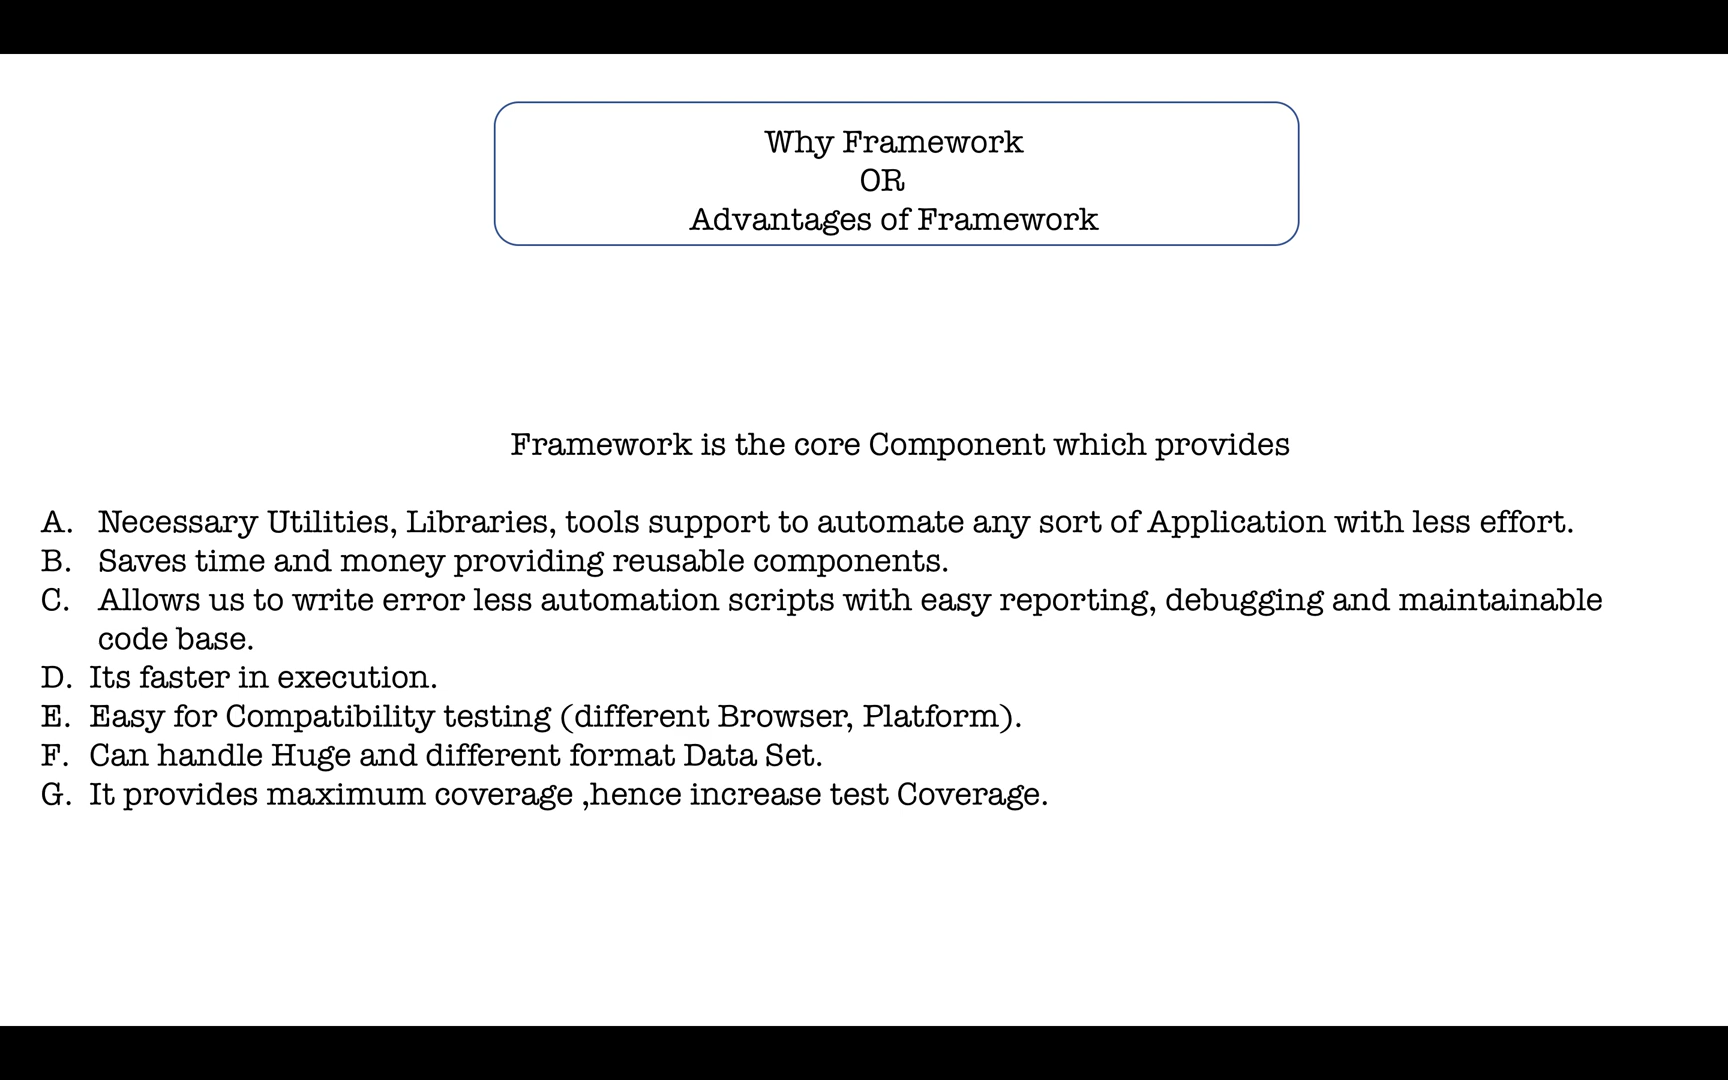 Why Framework
OR
Advantages of Framework
Framework is the core Component which provides
A. Necessary Utilities, Libraries, tools support to automate any sort of Application with less effort.
B. Saves time and money providing reusable components.
C. Allows us to write error less automation scripts with easy reporting, debugging and maintainable
code base.
D. Its faster in execution.
E. Easy for Compatibility testing (different Browser, Platform).
F. Can handle Huge and different format Data Set.
G. It provides maximum coverage ,hence increase test Coverage.